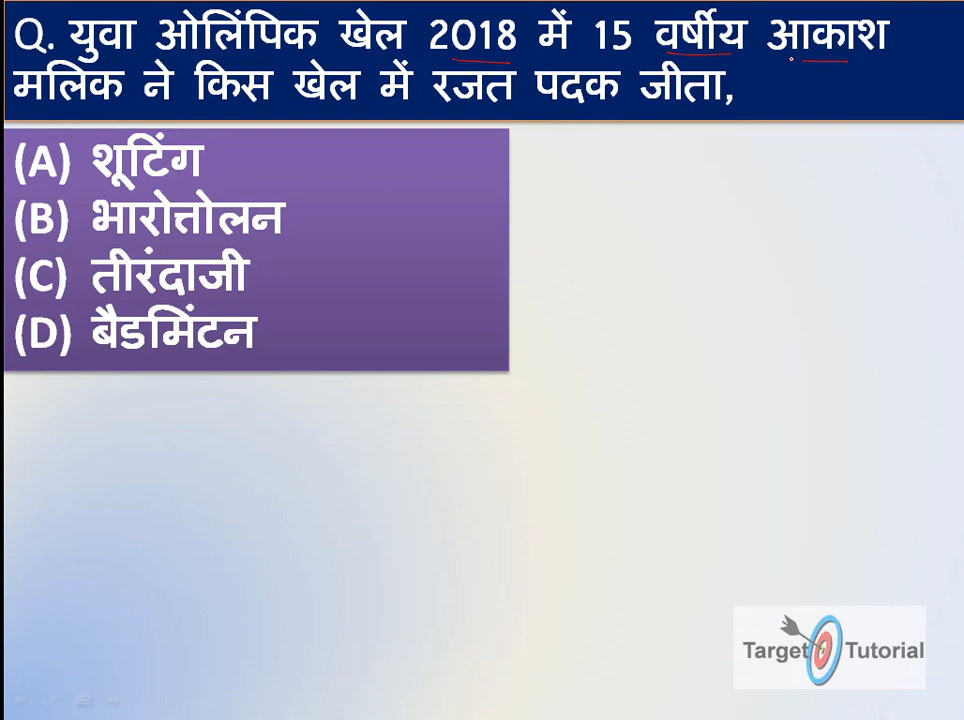 Q. युवा ओलिंपिक खेल 2018 में 15 वर्षीय आकाश
मलिक ने किस खेल में रजत पदक जीता,
(A) शूटिंग
(B) भारोत्तोलन
(C) तीरंदाजी
(D) बैडमिंटन
Target Tutorial